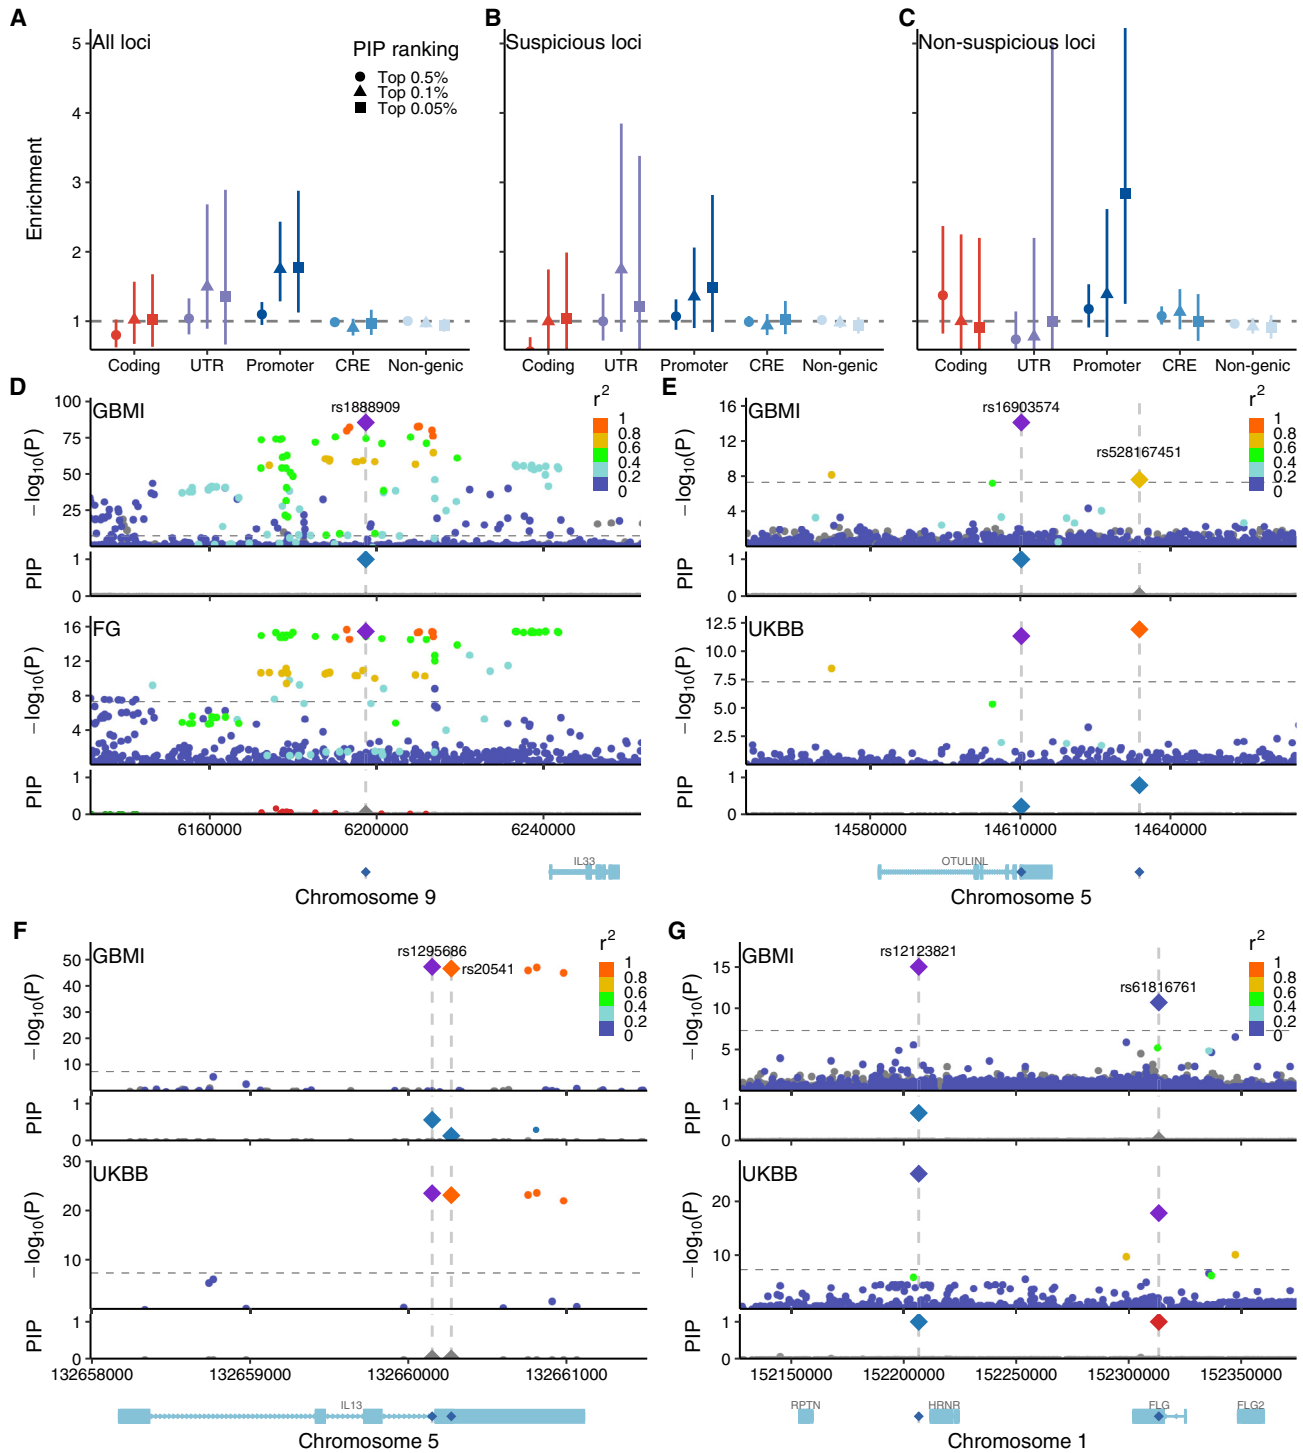 A
All loci
PIP ranking
Top 0.5%
Top 0.1%
Top 0.05%
Enrichment
5
4
3
2
1
Coding UTR Promoter CRE Non-genic
B
Suspicious loci
Coding UTR Promoter CRE Non-genic
C
Non-suspicious loci
Coding UTR Promoter CRE Non-genic
D
GBMI
rs1888909
−log10(P)
100
75
50
25
r2
1
0.8
0.6
0.4
0.2
0
PIP
1
0
FG
−log10(P)
16
12
8
4
PIP
1
0
6160000 6200000 6240000
IL33
Chromosome 9
E
GBMI
rs16903574
rs528167451
−log10(P)
16
12
8
4
r2
1
0.8
0.6
0.4
0.2
0
PIP
1
0
UKBB
−log10(P)
12.5
10.0
7.5
5.0
2.5
PIP
1
0
14580000 14610000 14640000
OTULINL
Chromosome 5
F
GBMI
rs1295686
rs20541
−log10(P)
50
40
30
20
10
r2
1
0.8
0.6
0.4
0.2
0
PIP
1
0
UKBB
−log10(P)
30
20
10
PIP
1
0
132658000 132659000 132660000 132661000
IL13
Chromosome 5
G
GBMI
rs12123821
rs61816761
−log10(P)
15
10
5
r2
1
0.8
0.6
0.4
0.2
0
PIP
1
0
UKBB
−log10(P)
20
10
0
PIP
1
0
152150000 152200000 152250000 152300000 152350000
RPTN HRNR FLG FLG2
Chromosome 1